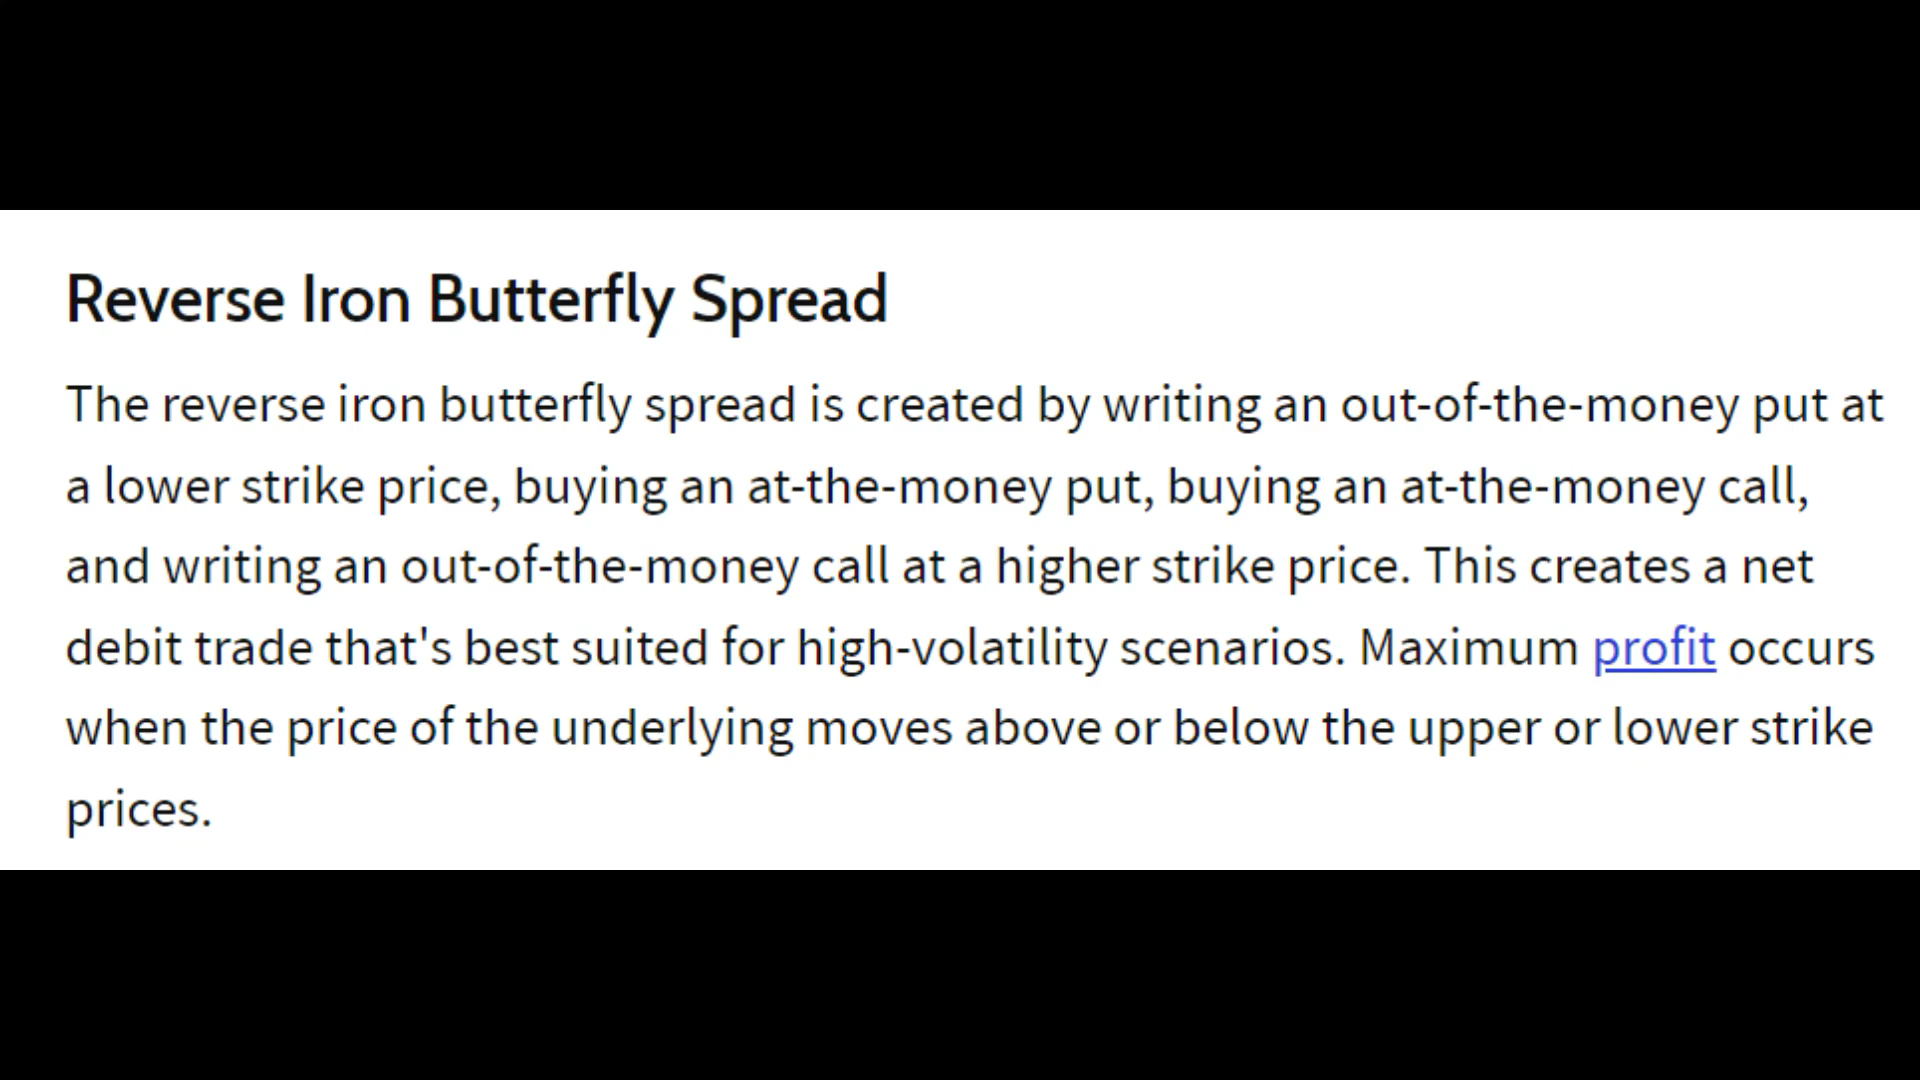 Reverse Iron Butterfly Spread
The reverse iron butterfly spread is created by writing an out-of-the-money put at
a lower strike price, buying an at-the-money put, buying an at-the-money call,
and writing an out-of-the-money call at a higher strike price. This creates a net
debit trade that's best suited for high-volatility scenarios. Maximum profit occurs
when the price of the underlying moves above or below the upper or lower strike
prices.